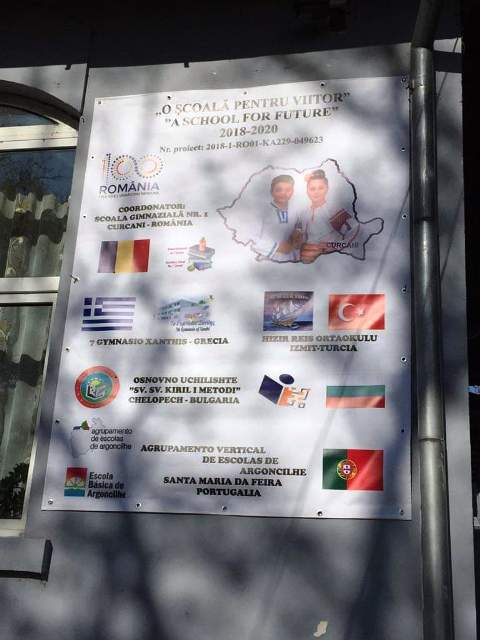 „O ȘCOALĂ PENTRU VIITOR”
”A SCHOOL FOR FUTURE”
2018-2020
Nr. proiect: 2018-1-RO01-KA229-049623
100
ROMÂNIA
COORDONATOR:
ȘCOALA GIMNAZIALĂ NR. 1
CURCANI - ROMÂNIA
CURCANI
7 GYMNASIO XANTHIS - GRECIA
HIZIR REIS ORTAOKULU
IZMIT-TURCIA
OSNOVNO UCHILISHTE
"SV. SV. KIRIL I METODI"
CHELOPECH - BULGARIA
agrupamento
de escolas
de argoncilhe
AGRUPAMENTO VERTICAL
DE ESCOLAS DE
ARGONCILHE
SANTA MARIA DA FEIRA
PORTUGALIA
Escola
Básica de
Argoncilhe